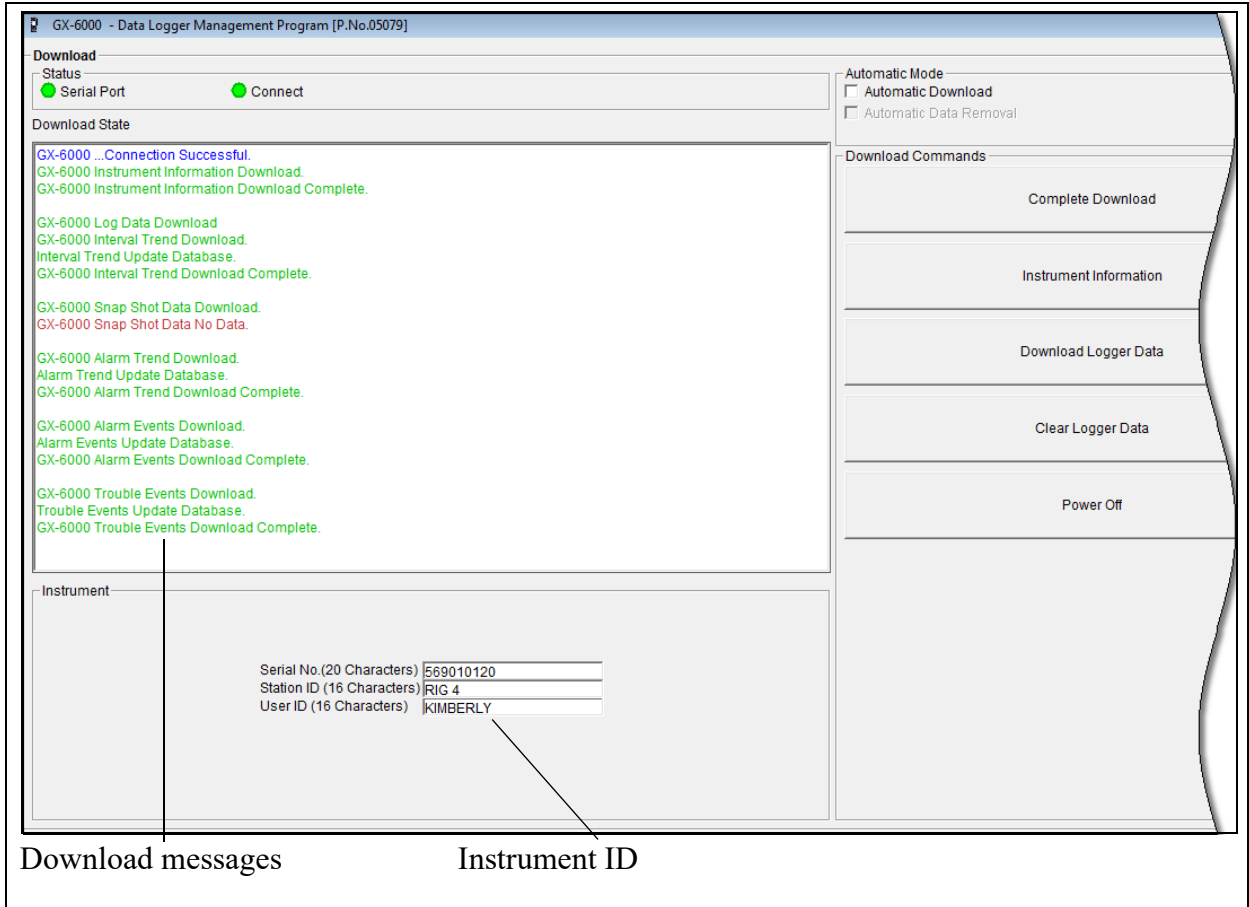 GX-6000 - Data Logger Management Program [P.No.05079]
Download
Status
Serial Port
Connect
Download State
GX-6000 ...Connection Successful.
GX-6000 Instrument Information Download.
GX-6000 Instrument Information Download Complete.
GX-6000 Log Data Download
GX-6000 Interval Trend Download.
Interval Trend Update Database.
GX-6000 Interval Trend Download Complete.
GX-6000 Snap Shot Data Download.
GX-6000 Snap Shot Data No Data.
GX-6000 Alarm Trend Download.
Alarm Trend Update Database.
GX-6000 Alarm Trend Download Complete.
GX-6000 Alarm Events Download.
Alarm Events Update Database.
GX-6000 Alarm Events Download Complete.
GX-6000 Trouble Events Download.
Trouble Events Update Database.
GX-6000 Trouble Events Download Complete.
Instrument
Serial No.(20 Characters) 569010120
Station ID (16 Characters) RIG 4
User ID (16 Characters) KIMBERLY
Automatic Mode
Automatic Download
Automatic Data Removal
Download Commands
Complete Download
Instrument Information
Download Logger Data
Clear Logger Data
Power Off
Download messages
Instrument ID